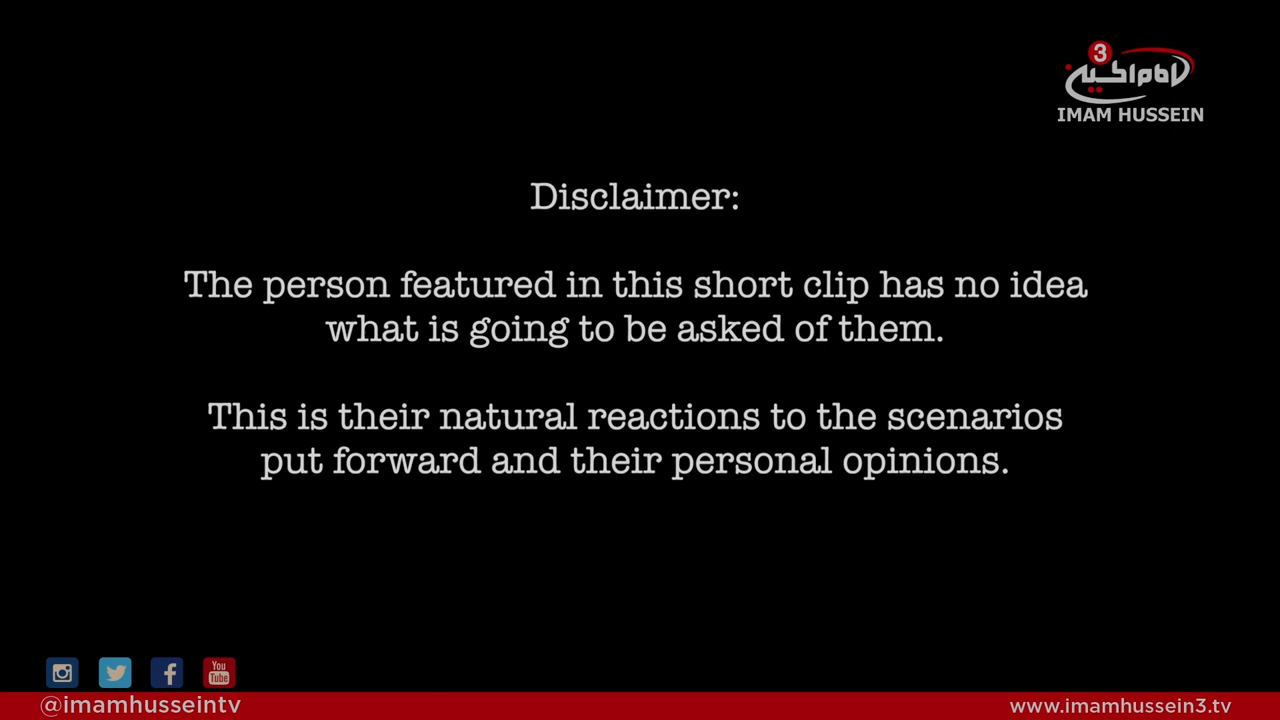 3
الإمام الحسين
IMAM HUSSEIN
Disclaimer:
The person featured in this short clip has no idea
what is going to be asked of them.
This is their natural reactions to the scenarios
put forward and their personal opinions.
You
Tube
@imamhusseintv
www.imamhussein3.tv